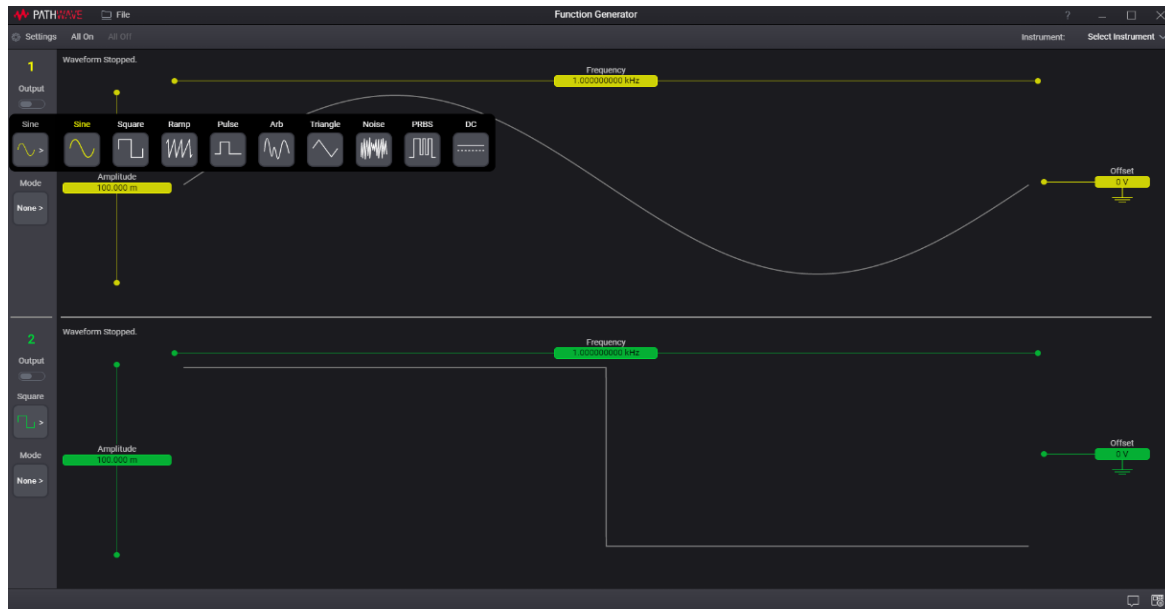 PATHWAVE File Function Generator ?
Settings All On All Off Instrument: Select Instrument
1
Waveform Stopped.
Frequency
1.000000000 kHz
Output
Sine Sine Square Ramp Pulse Arb Triangle Noise PRBS DC
>
Mode
None >
Amplitude
100.000 m
Offset
0 V
2
Waveform Stopped.
Frequency
1.000000000 kHz
Output
Square
>
Mode
None >
Amplitude
100.000 m
Offset
0 V